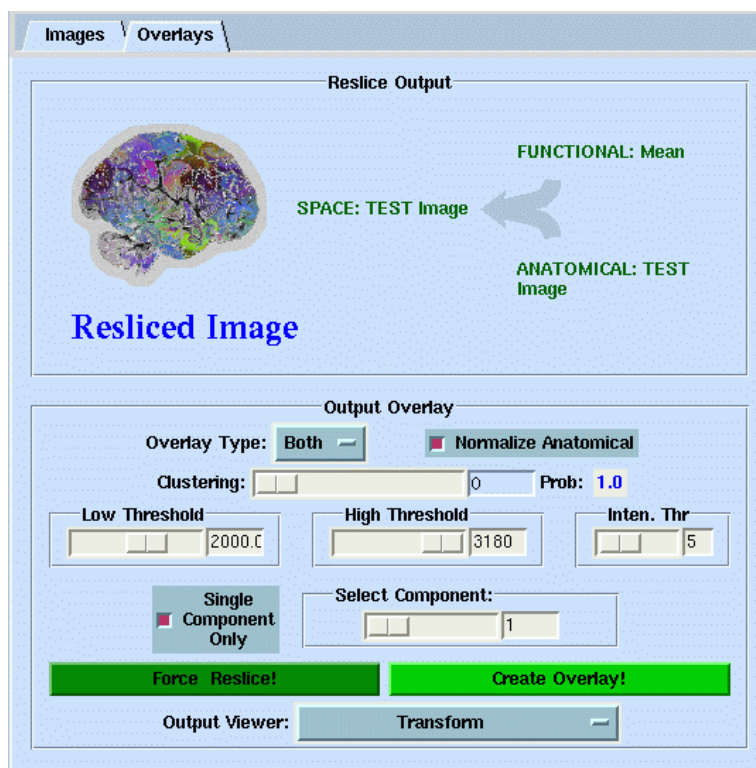 Images Overlays
Reslice Output
FUNCTIONAL: Mean
SPACE: TEST Image
ANATOMICAL: TEST
Image
Resliced Image
Output Overlay
Overlay Type: Both Normalize Anatomical
Clustering: 0 Prob: 1.0
Low Threshold High Threshold Inten. Thr
2000.0 3180 5
Single
Component
Only
Select Component:
1
Force Reslice! Create Overlay!
Output Viewer: Transform